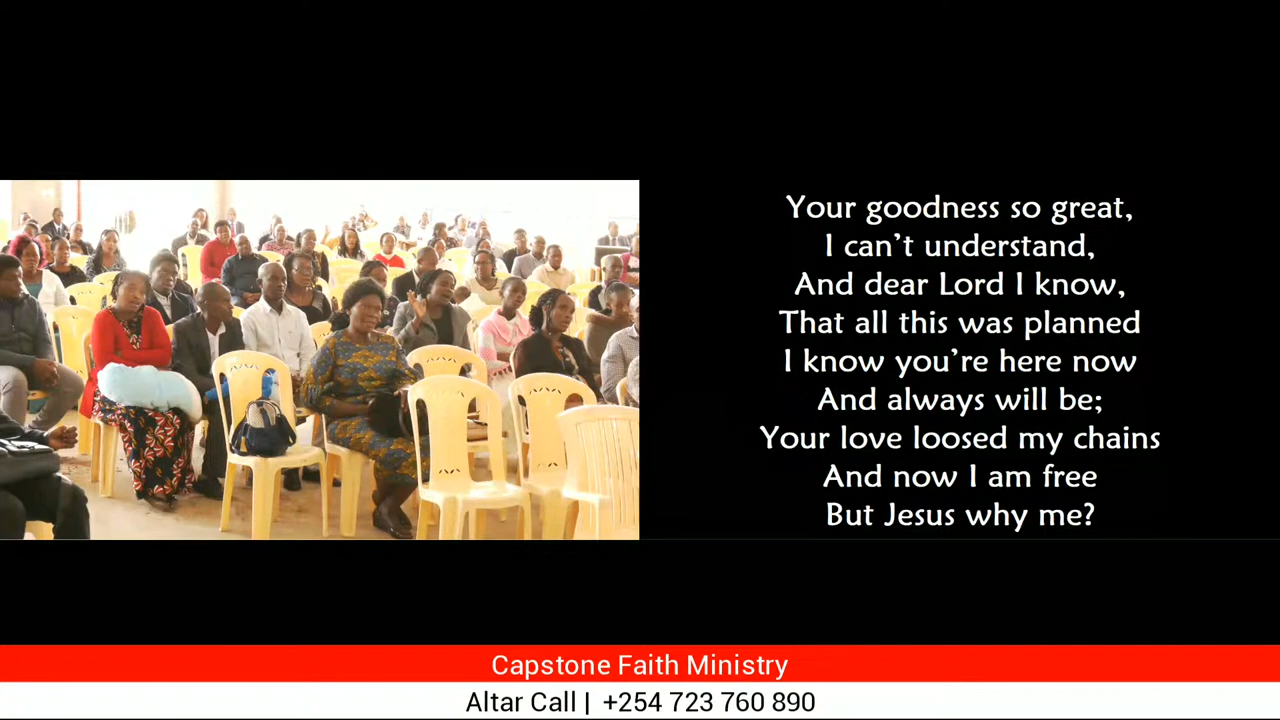 Your goodness so great,
I can't understand,
And dear Lord I know,
That all this was planned
I know you're here now
And always will be;
Your love loosed my chains
And now I am free
But Jesus why me?
Capstone Faith Ministry
Altar Call | +254 723 760 890